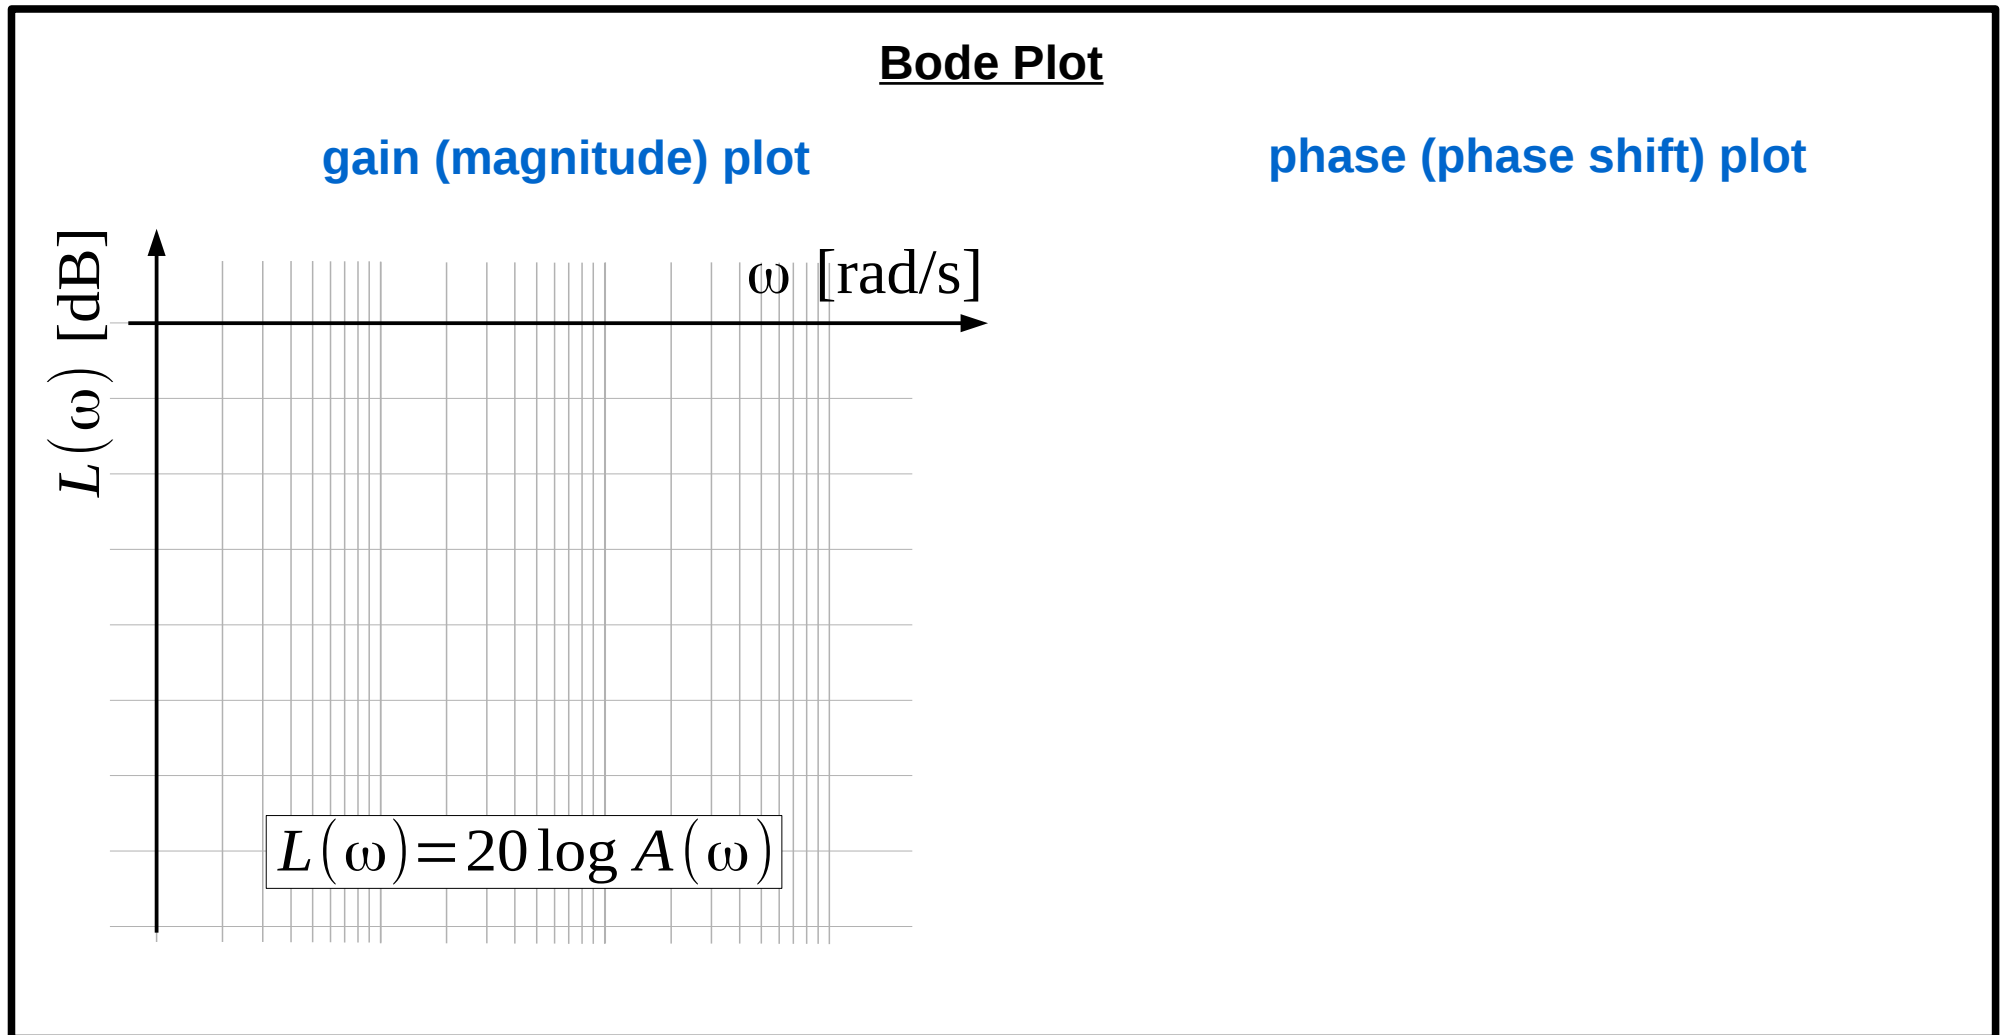 Bode Plot
gain (magnitude) plot
phase (phase shift) plot
L(ω) [dB]
ω [rad/s]
L(ω)=20 log A(ω)